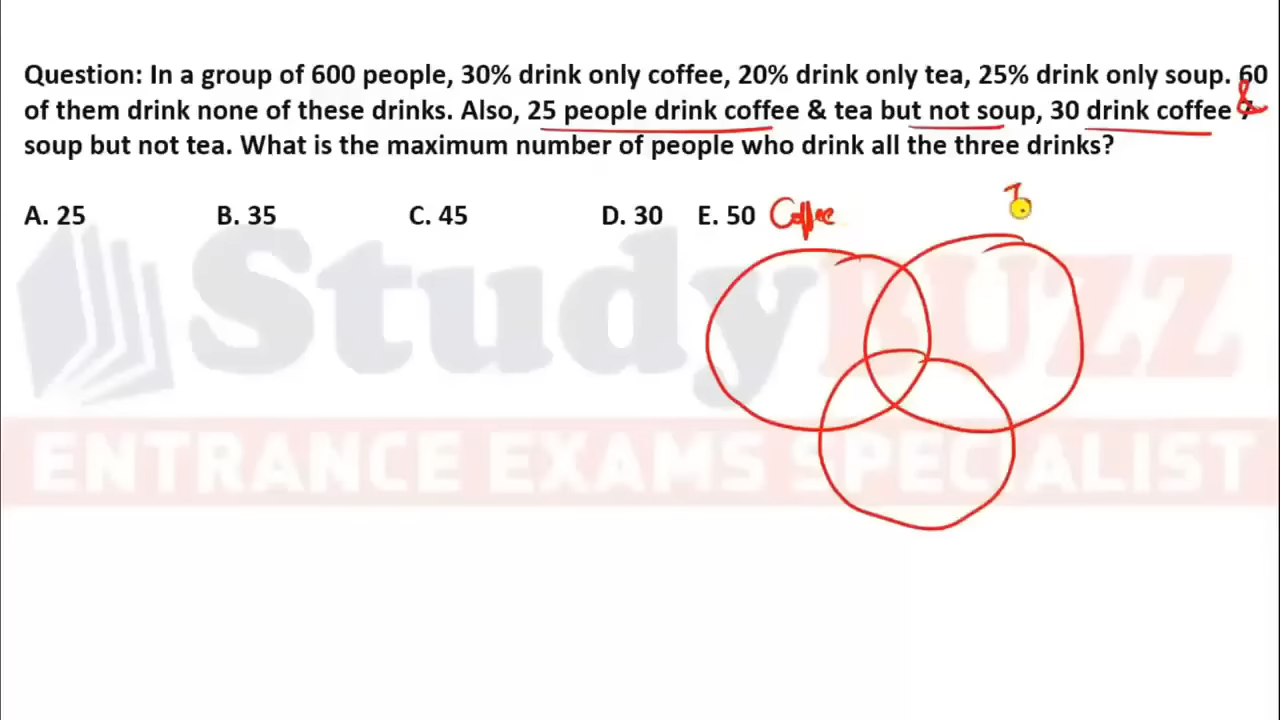 Question: In a group of 600 people, 30% drink only coffee, 20% drink only tea, 25% drink only soup. 60
of them drink none of these drinks. Also, 25 people drink coffee & tea but not soup, 30 drink coffee &
soup but not tea. What is the maximum number of people who drink all the three drinks?
A. 25 B. 35 C. 45 D. 30 E. 50 Coffee
StudyBUZZ
ENTRANCE EXAMS SPECIALIST